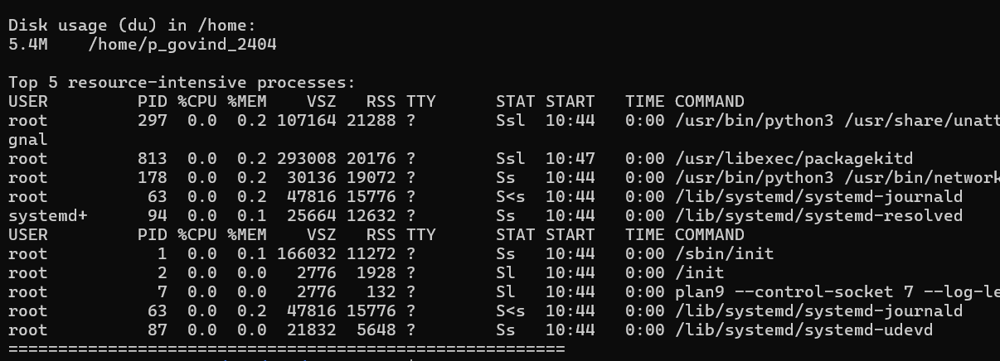 Disk usage (du) in /home:
5.4M    /home/p_govind_2404
Top 5 resource-intensive processes:
USER         PID %CPU %MEM    VSZ   RSS TTY      STAT START   TIME COMMAND
root         297  0.0  0.2 107164 21288 ?        Ssl  10:44   0:00 /usr/bin/python3 /usr/share/unatt
gnal
root         813  0.0  0.2 293008 20176 ?        Ssl  10:47   0:00 /usr/libexec/packagekitd
root         178  0.0  0.2  30136 19072 ?        Ss   10:44   0:00 /usr/bin/python3 /usr/bin/network
root          63  0.0  0.2  47816 15776 ?        S<s  10:44   0:00 /lib/systemd/systemd-journald
systemd+      94  0.0  0.1  25664 12632 ?        Ss   10:44   0:00 /lib/systemd/systemd-resolved
USER         PID %CPU %MEM    VSZ   RSS TTY      STAT START   TIME COMMAND
root           1  0.0  0.1 166032 11272 ?        Ss   10:44   0:00 /sbin/init
root           2  0.0  0.0   2776  1928 ?        Sl   10:44   0:00 /init
root           7  0.0  0.0   2776   132 ?        Sl   10:44   0:00 plan9 --control-socket 7 --log-le
root          63  0.0  0.2  47816 15776 ?        S<s  10:44   0:00 /lib/systemd/systemd-journald
root          87  0.0  0.0  21832  5648 ?        Ss   10:44   0:00 /lib/systemd/systemd-udevd
========================================================